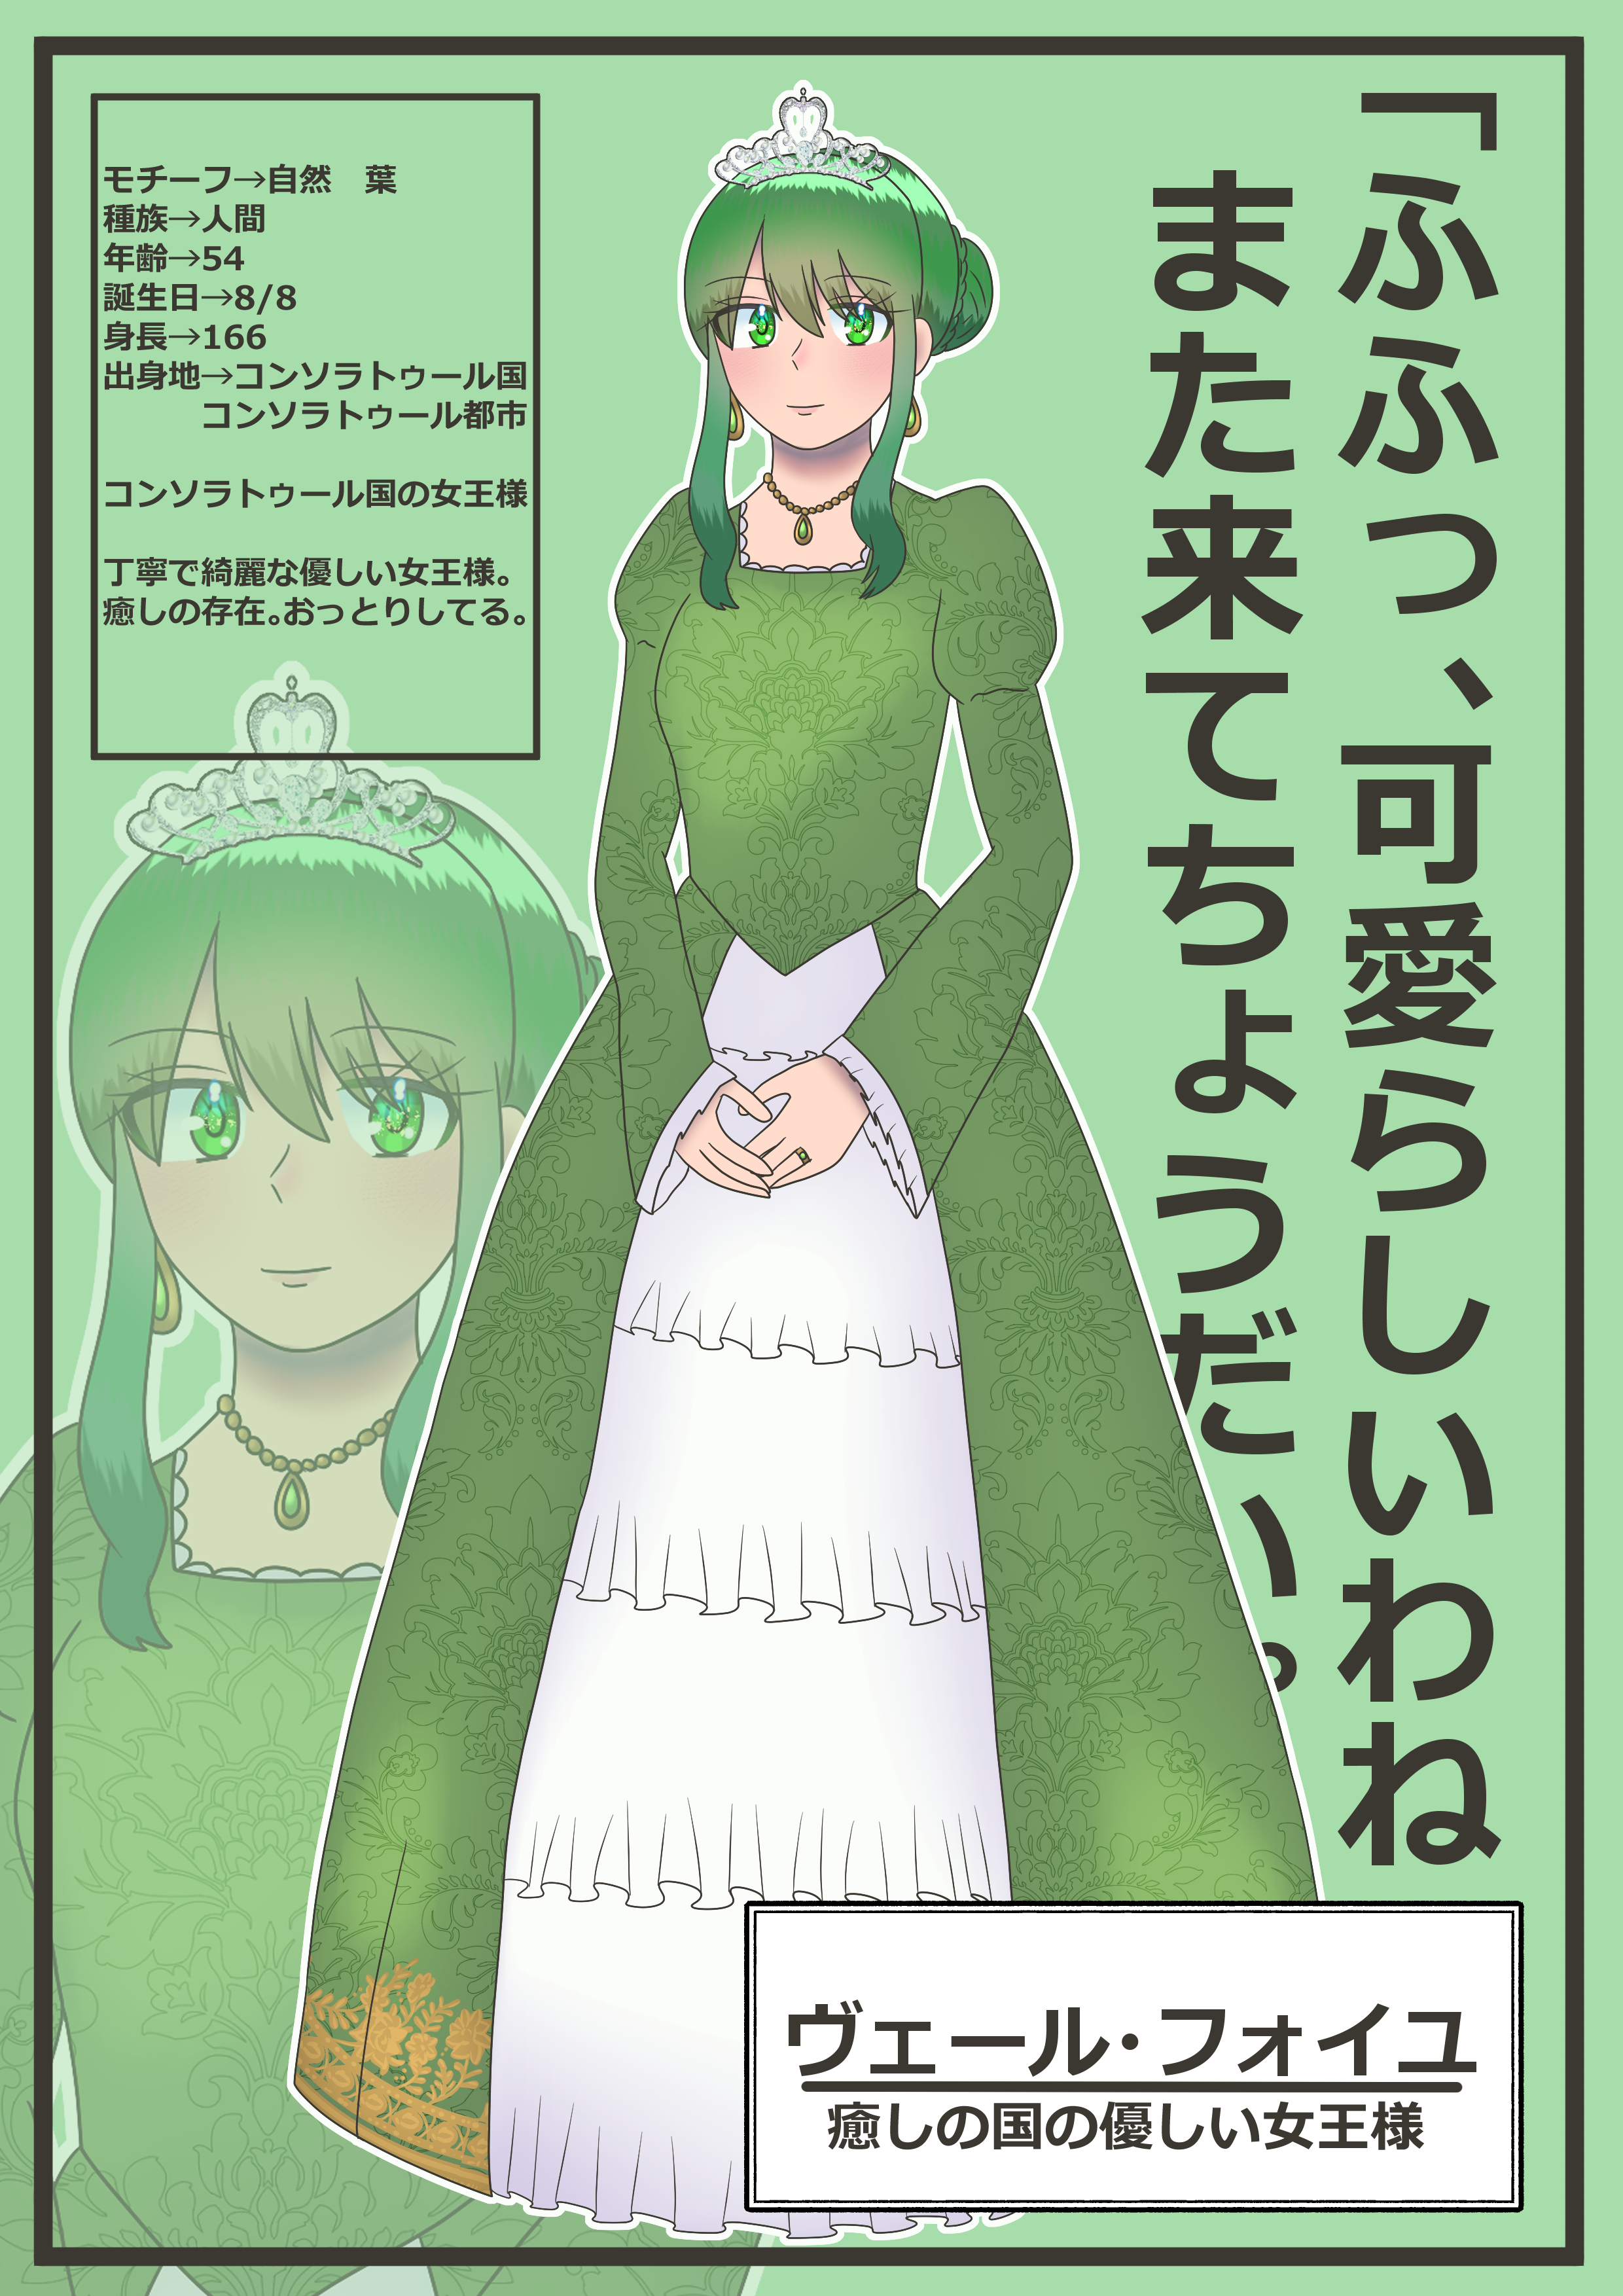 「ふふっ、可愛らしいわね
また来てちょうだい。
モチーフ→自然　葉
種族→人間
年齢→54
誕生日→8/8
身長→166
出身地→コンソラトゥール国
コンソラトゥール都市
コンソラトゥール国の女王様
丁寧で綺麗な優しい女王様。
癒しの存在。おっとりしてる。
ヴェール・フォイユ
癒しの国の優しい女王様